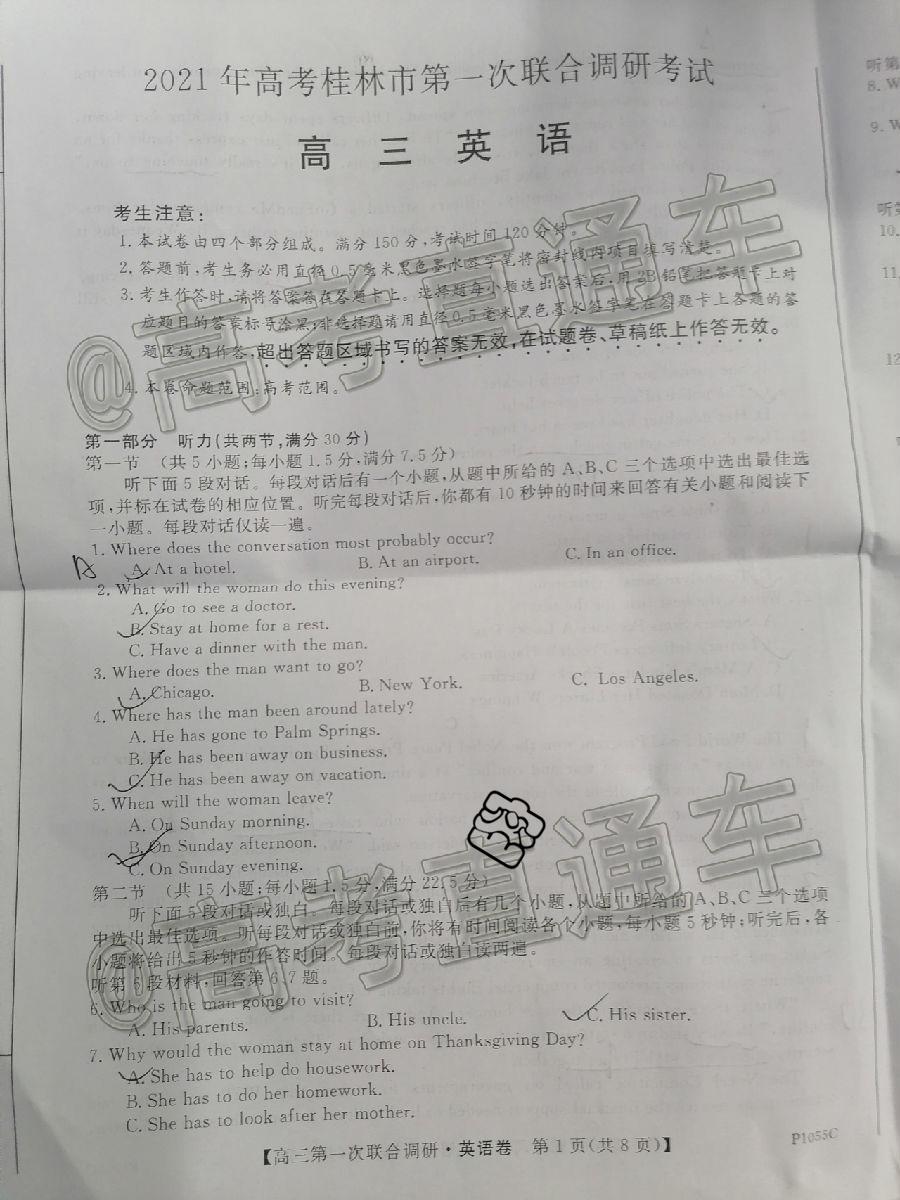 2021年高考桂林市第一次联合调研考试
高三英语
考生注意:
1.本试卷由四个部分组成。满分150分,考试时间120分钟。
2.答题前,考生务必用直径0.5毫米黑色墨水签字笔将密封线内项目填写清楚。
3.考生作答时,请将答案答在答题卡上。选择题每小题选出答案后,用2B铅笔把答题卡上对
应题目的答案标号涂黑;非选择题请用直径0.5毫米黑色墨水签字笔在答题卡上各题的答
题区域内作答,超出答题区域书写的答案无效,在试题卷、草稿纸上作答无效。
4.本卷命题范围:高考范围。
第一部分 听力(共两节,满分30分)
第一节 (共5小题;每小题1.5分,满分7.5分)
听下面5段对话。每段对话后有一个小题,从题中所给的A、B、C三个选项中选出最佳选
项,并标在试卷的相应位置。听完每段对话后,你都有10秒钟的时间来回答有关小题和阅读下
一小题。每段对话仅读一遍。
1. Where does the conversation most probably occur?
A
A. At a hotel. B. At an airport. C. In an office.
2. What will the woman do this evening?
A. Go to see a doctor.
B. Stay at home for a rest.
C. Have a dinner with the man.
3. Where does the man want to go?
A. Chicago. B. New York. C. Los Angeles.
4. Where has the man been around lately?
A. He has gone to Palm Springs.
B. He has been away on business.
C. He has been away on vacation.
5. When will the woman leave?
A. On Sunday morning.
B. On Sunday afternoon.
C. On Sunday evening.
第二节 (共15小题;每小题1.5分,满分22.5分)
听下面5段对话或独白。每段对话或独白后有几个小题,从题中所给的A、B、C三个选项
中选出最佳选项。听每段对话或独白前,你将有时间阅读各个小题,每小题5秒钟;听完后,各
小题将给出5秒钟的作答时间。每段对话或独白读两遍。
听第6段材料,回答第6、7题。
6. Who is the man going to visit?
A. His parents. B. His uncle. C. His sister.
7. Why would the woman stay at home on Thanksgiving Day?
A. She has to help do housework.
B. She has to do her homework.
C. She has to look after her mother.
【高三第一次联合调研·英语卷 第1页(共8页)】
P1055C
@高考直通车
@高考直通车
听第
8. W
9. W
听第
10.
11.
12